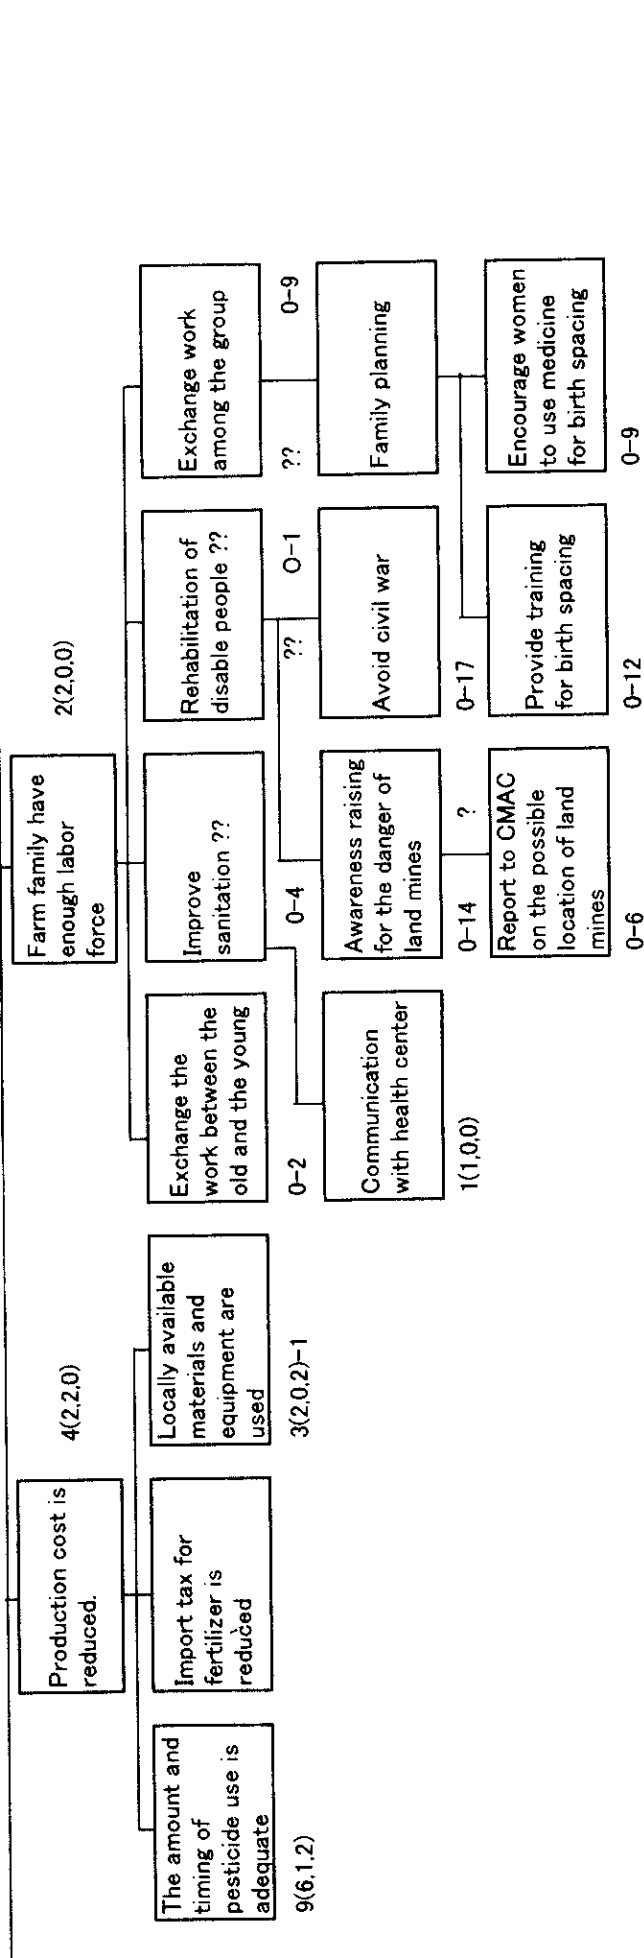 Production cost is
reduced.
4(2,2,0)
Farm family have
enough labor
force
2(2,0,0)
The amount and
timing of
pesticide use is
adequate
9(6,1,2)
Import tax for
fertilizer is
reduced
Locally available
materials and
equipment are
used
3(2,0,2)-1
Exchange the
work between the
old and the young
0-2
Improve
sanitation ??
0-4
Rehabilitation of
disable people ??
??
O-1
Exchange work
among the group
??
0-9
Communication
with health center
1(1,0,0)
Awareness raising
for the danger of
land mines
0-14
?
Avoid civil war
0-17
Family planning
Report to CMAC
on the possible
location of land
mines
0-6
Provide training
for birth spacing
0-12
Encourage women
to use medicine
for birth spacing
0-9